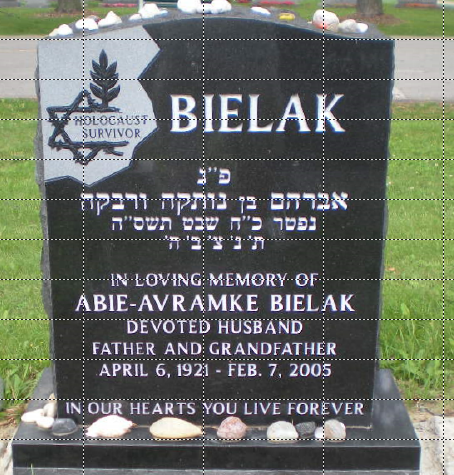 HOLOCAUST
SURVIVOR
BIELAK
פ״נ
אברהם בן נותקה ורבקה
נפטר כ״ח שבט תשס״ה
ת׳ נ׳ צ׳ ב׳ ה׳
IN LOVING MEMORY OF
ABIE-AVRAMKE BIELAK
DEVOTED HUSBAND
FATHER AND GRANDFATHER
APRIL 6, 1921 - FEB. 7, 2005
IN OUR HEARTS YOU LIVE FOREVER